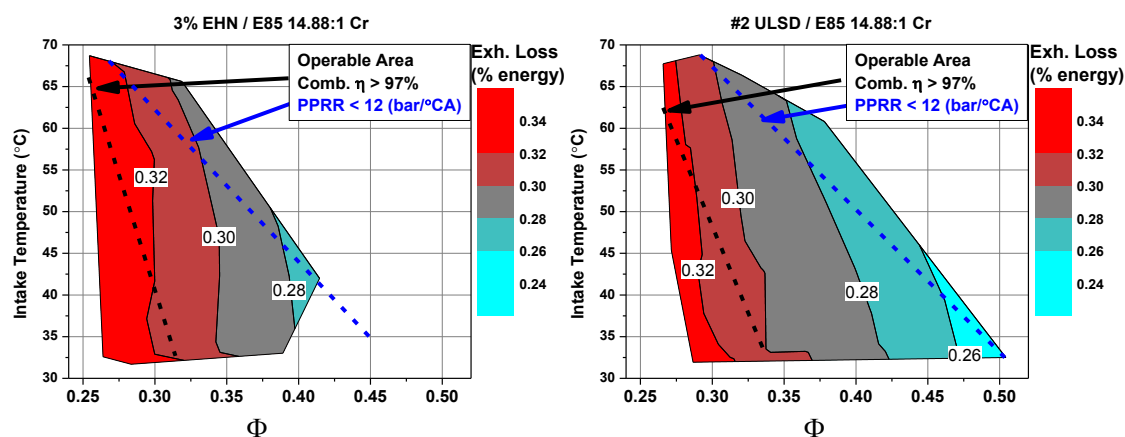 3% EHN / E85 14.88:1 Cr
70
65
60
55
50
45
40
35
30
Intake Temperature (°C)
0.25 0.30 0.35 0.40 0.45 0.50
Φ
0.32
0.30
0.28
Operable Area
Comb. η > 97%
PPRR < 12 (bar/ºCA)
Exh. Loss
(% energy)
0.34
0.32
0.30
0.28
0.26
0.24
#2 ULSD / E85 14.88:1 Cr
70
65
60
55
50
45
40
35
30
Intake Temperature (°C)
0.25 0.30 0.35 0.40 0.45 0.50
Φ
0.30
0.32
0.28
0.26
Operable Area
Comb. η > 97%
PPRR < 12 (bar/ºCA)
Exh. Loss
(% energy)
0.34
0.32
0.30
0.28
0.26
0.24